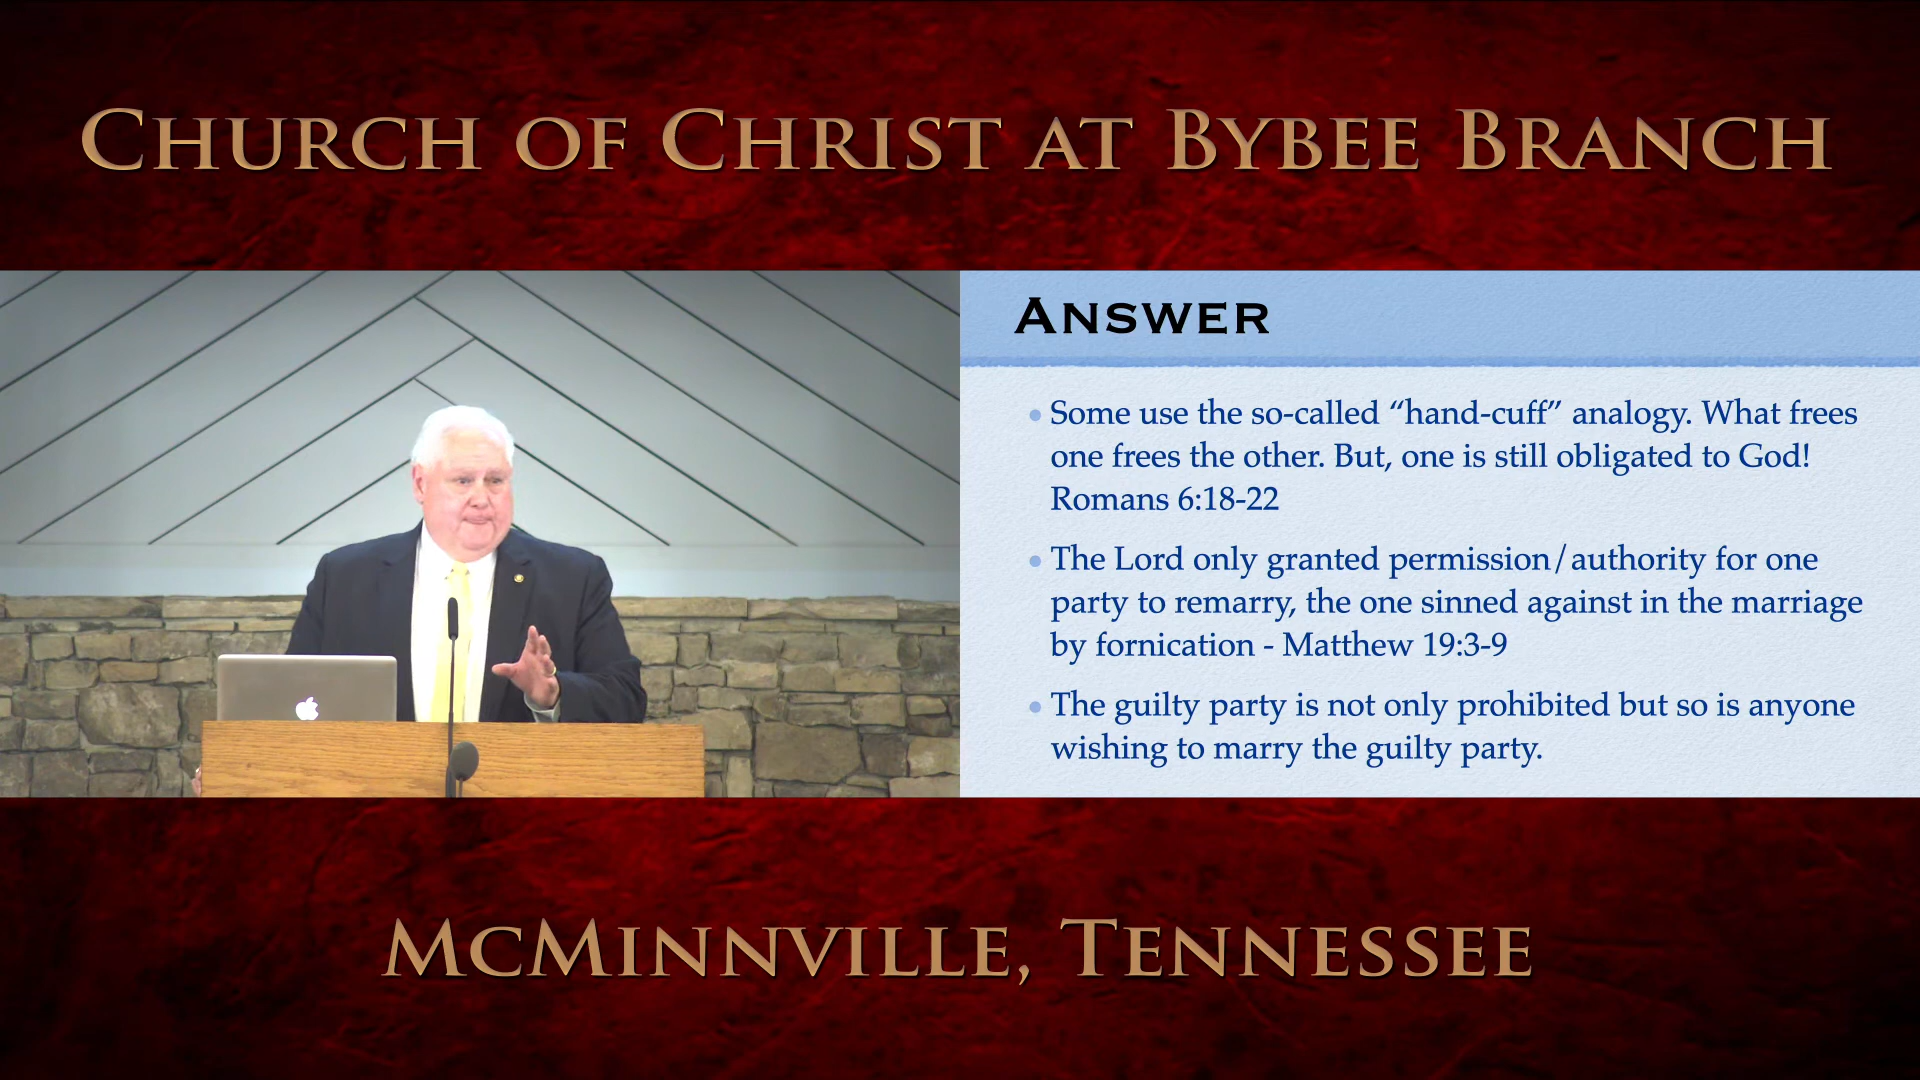 Church of Christ at Bybee Branch
Answer
• Some use the so-called “hand-cuff” analogy. What frees
one frees the other. But, one is still obligated to God!
Romans 6:18-22
• The Lord only granted permission/authority for one
party to remarry, the one sinned against in the marriage
by fornication - Matthew 19:3-9
• The guilty party is not only prohibited but so is anyone
wishing to marry the guilty party.
McMinnville, Tennessee